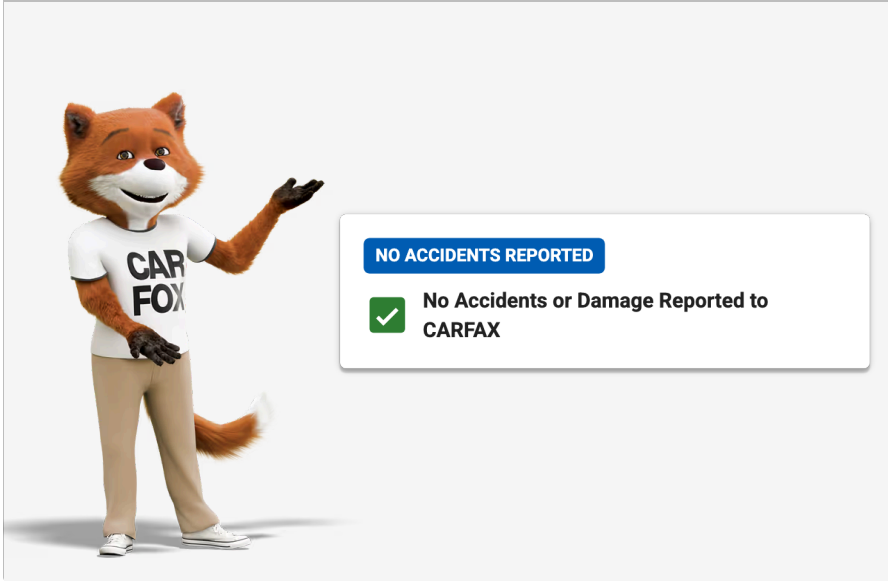 CAR
FOX
NO ACCIDENTS REPORTED
No Accidents or Damage Reported to
CARFAX